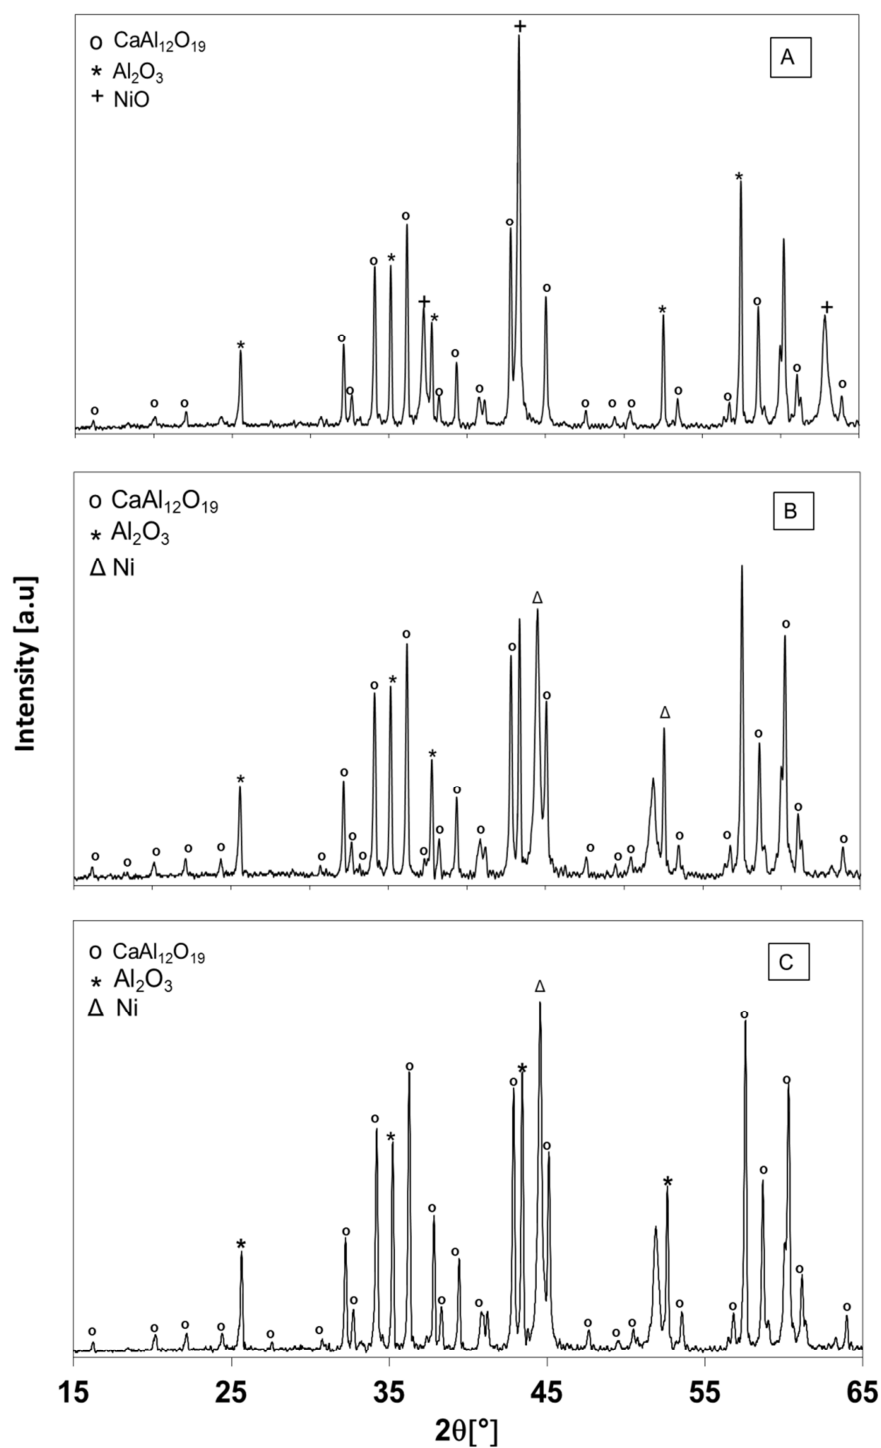 o CaAl₁₂O₁₉
* Al₂O₃
+ NiO
A
o CaAl₁₂O₁₉
* Al₂O₃
Δ Ni
B
Intensity [a.u]
o CaAl₁₂O₁₉
* Al₂O₃
Δ Ni
C
15 25 35 45 55 65
2θ[°]